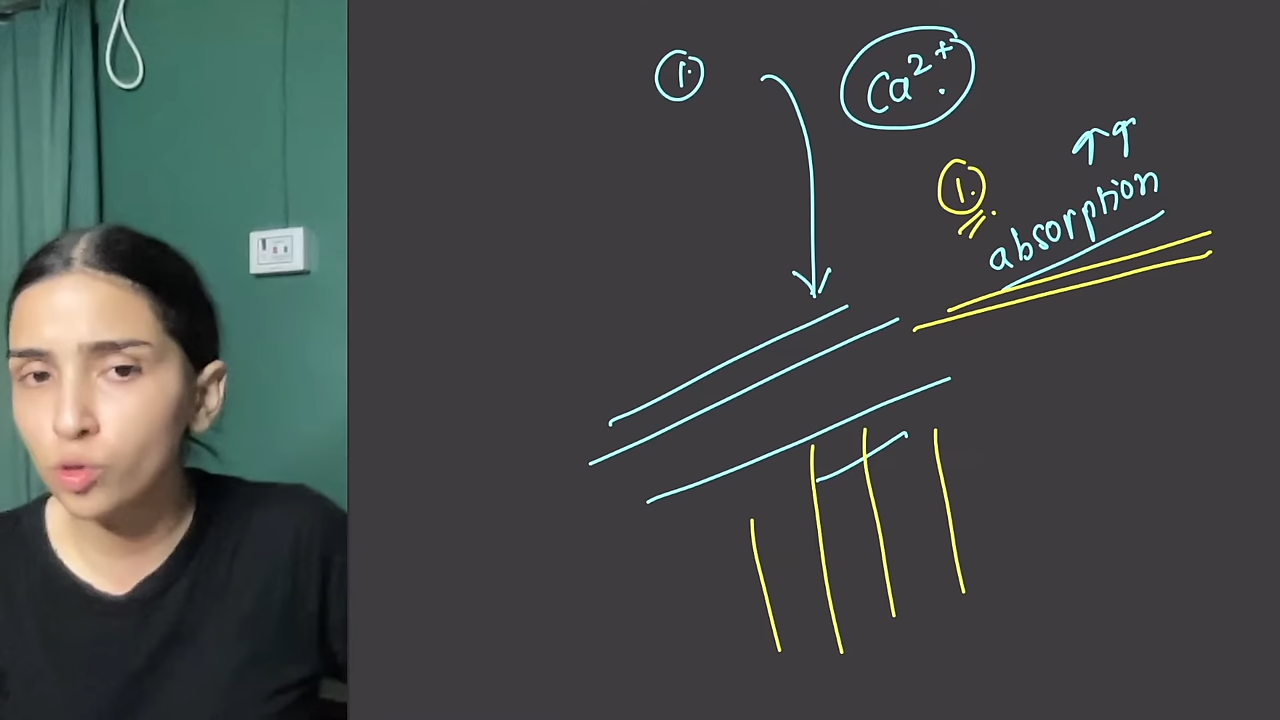 1.
Ca2+.
↑↑
1.
absorption